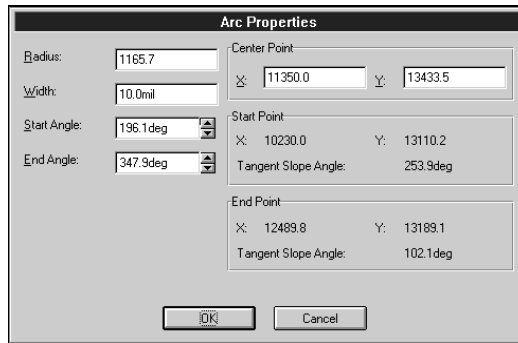 Arc Properties
Radius: 1165.7
Width: 10.0mil
Start Angle: 196.1deg
End Angle: 347.9deg
Center Point
X: 11350.0 Y: 13433.5
Start Point
X: 10230.0 Y: 13110.2
Tangent Slope Angle: 253.9deg
End Point
X: 12489.8 Y: 13189.1
Tangent Slope Angle: 102.1deg
OK Cancel